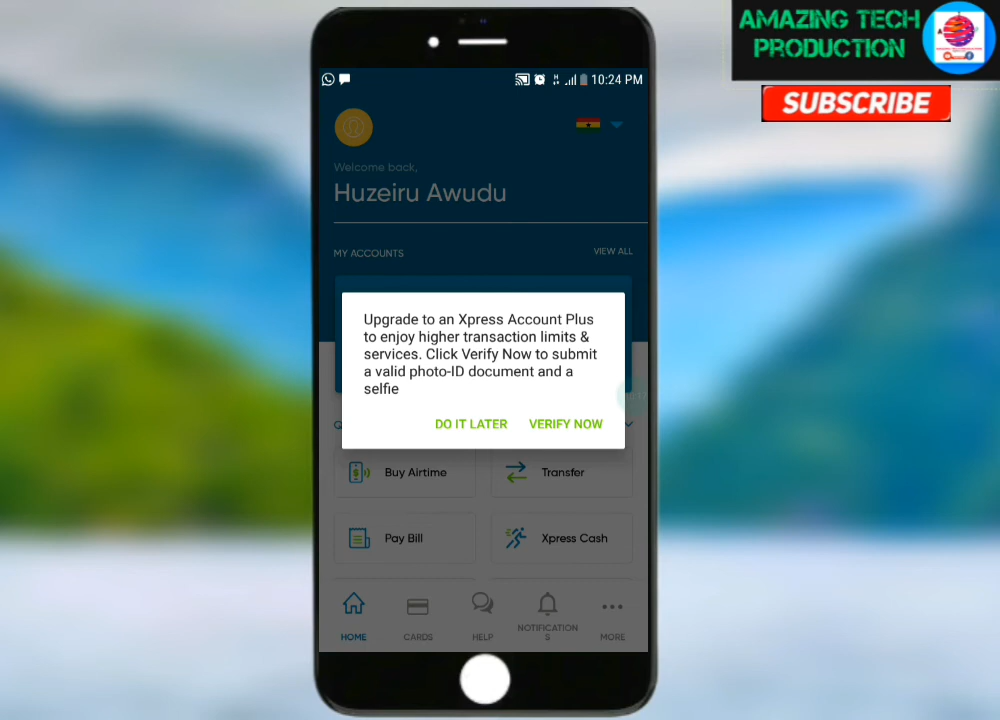 AMAZING TECH
PRODUCTION
SUBSCRIBE
10:24 PM
Welcome back,
Huzeiru Awudu
MY ACCOUNTS
VIEW ALL
Upgrade to an Xpress Account Plus
to enjoy higher transaction limits &
services. Click Verify Now to submit
a valid photo-ID document and a
selfie
DO IT LATER
VERIFY NOW
Buy Airtime
Transfer
Pay Bill
Xpress Cash
HOME
CARDS
HELP
NOTIFICATION
S
MORE